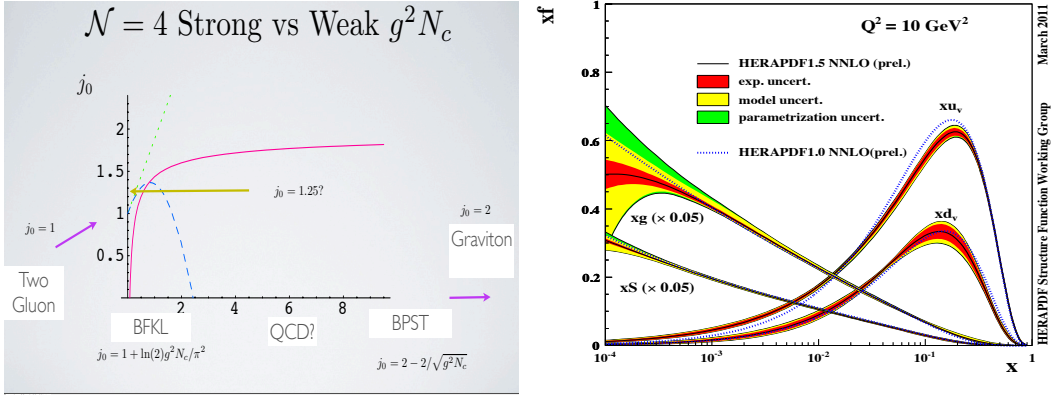 𝒩 = 4 Strong vs Weak g²N_c
j₀
2
1.5
1
0.5
2 4 6 8
j₀ = 1.25?
j₀ = 1
j₀ = 2
Graviton
Two
Gluon
BFKL
QCD?
BPST
j₀ = 1 + ln(2)g²N_c/π²
j₀ = 2 − 2/√g²N_c
xf
1
0.8
0.6
0.4
0.2
0
Q² = 10 GeV²
HERAPDF1.5 NNLO (prel.)
exp. uncert.
model uncert.
parametrization uncert.
HERAPDF1.0 NNLO(prel.)
xu_v
xd_v
xg (× 0.05)
xS (× 0.05)
10⁻⁴ 10⁻³ 10⁻² 10⁻¹ 1
x
HERAPDF Structure Function Working Group March 2011